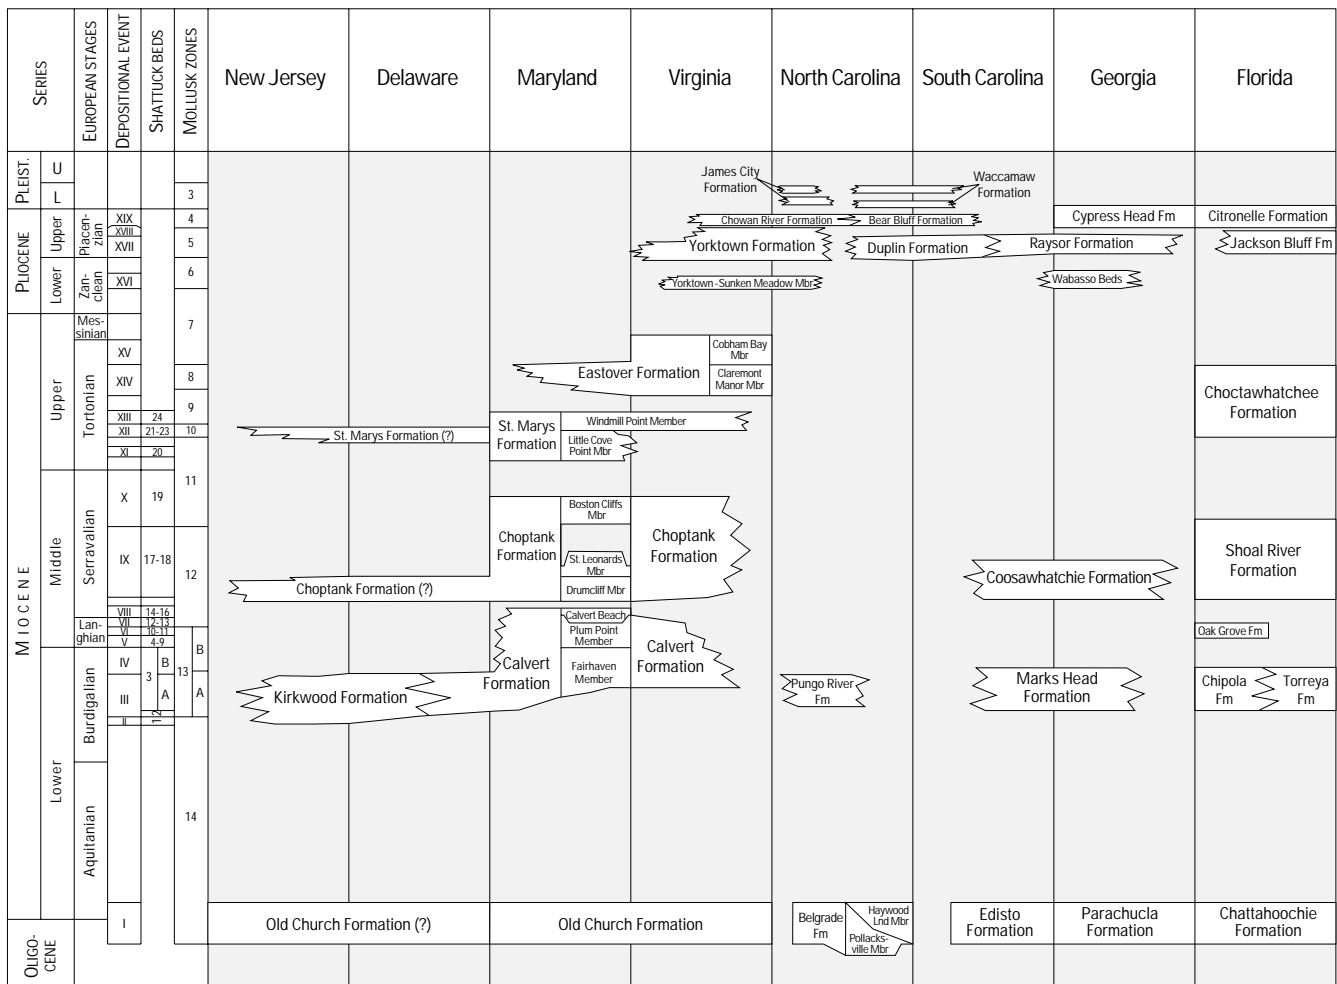 SERIES
EUROPEAN STAGES
DEPOSITIONAL EVENT
SHATTUCK BEDS
MOLLUSK ZONES
New Jersey
Delaware
Maryland
Virginia
North Carolina
South Carolina
Georgia
Florida
PLEIST.
U
L
3
James City
Formation
Waccamaw
Formation
PLIOCENE
Upper
Piacen-
zian
XIX
XVIII
XVII
4
5
Chowan River Formation
Bear Bluff Formation
Cypress Head Fm
Citronelle Formation
Yorktown Formation
Duplin Formation
Raysor Formation
Jackson Bluff Fm
Lower
Zan-
clean
XVI
6
Yorktown-Sunken Meadow Mbr
Wabasso Beds
MIOCENE
Upper
Mes-
sinian
7
Tortonian
XV
XIV
8
9
XIII
24
XII
21-23
10
XI
20
Eastover Formation
Cobham Bay
Mbr
Claremont
Manor Mbr
Choctawhatchee
Formation
St. Marys Formation (?)
St. Marys
Formation
Windmill Point Member
Little Cove
Point Mbr
Middle
Serravalian
X
19
11
IX
17-18
12
VIII
14-16
Choptank Formation (?)
Choptank
Formation
Boston Cliffs
Mbr
St. Leonards
Mbr
Drumcliff Mbr
Choptank
Formation
Coosawhatchie Formation
Shoal River
Formation
Lan-
ghian
VII
12-13
VI
10-11
V
4-9
Oak Grove Fm
Lower
Burdigalian
IV
III
II
3
B
A
2
1
13
B
A
Kirkwood Formation
Calvert
Formation
Calvert Beach
Plum Point
Member
Fairhaven
Member
Calvert
Formation
Pungo River
Fm
Marks Head
Formation
Chipola
Fm
Torreya
Fm
Aquitanian
14
OLIGO-
CENE
I
Old Church Formation (?)
Old Church Formation
Belgrade
Fm
Haywood
Lnd Mbr
Pollacks-
ville Mbr
Edisto
Formation
Parachucla
Formation
Chattahoochie
Formation